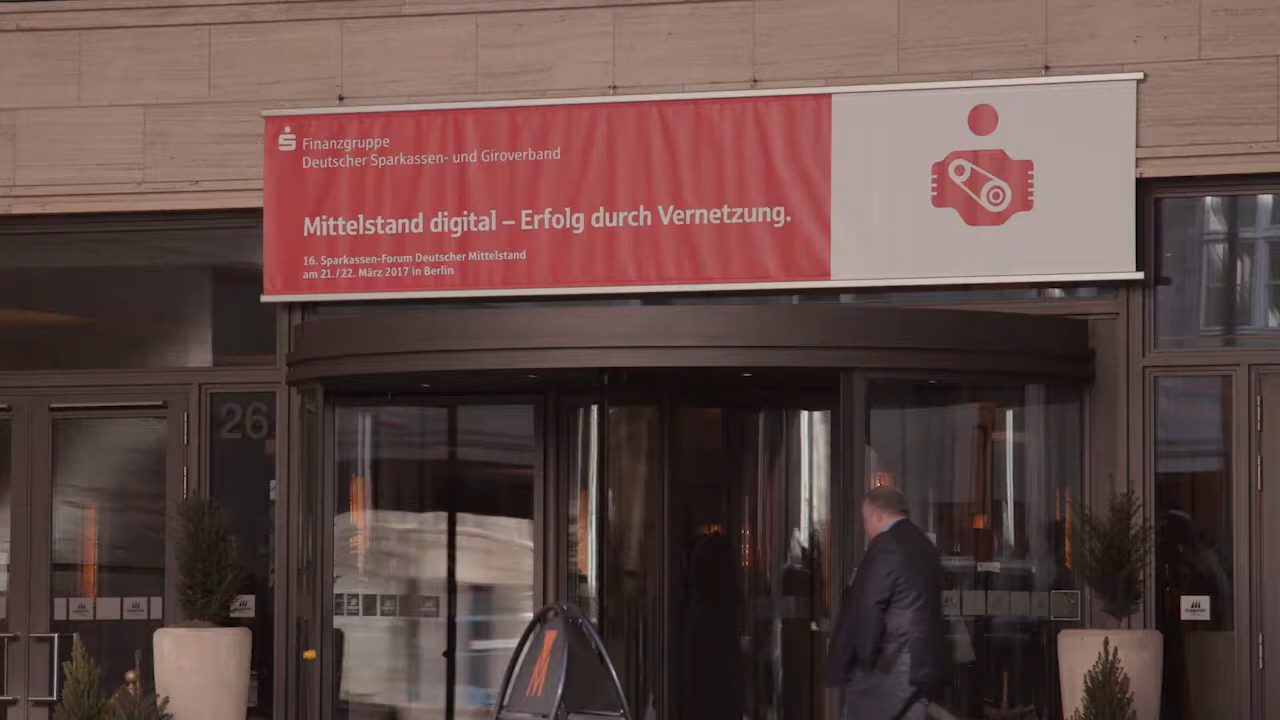 Finanzgruppe
Deutscher Sparkassen- und Giroverband
Mittelstand digital – Erfolg durch Vernetzung.
16. Sparkassen-Forum Deutscher Mittelstand
am 21./22. März 2017 in Berlin
26
M